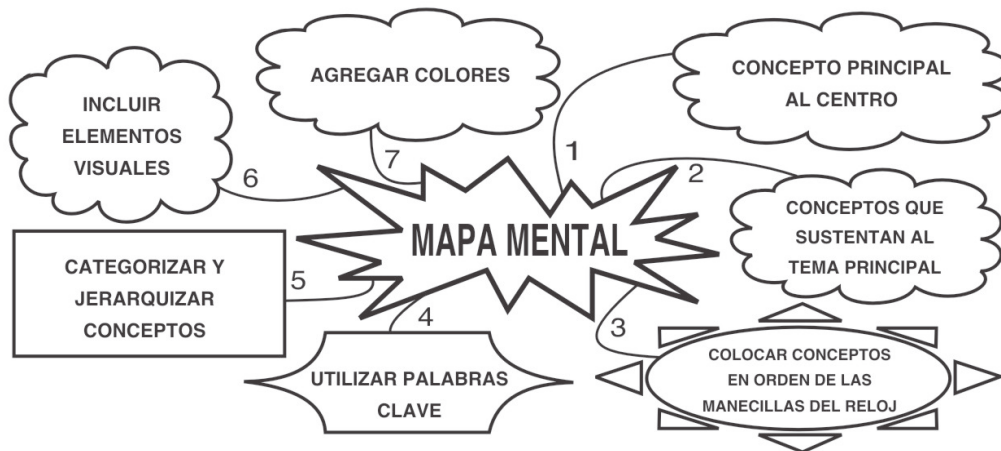 MAPA MENTAL
1
CONCEPTO PRINCIPAL
AL CENTRO
2
CONCEPTOS QUE
SUSTENTAN AL
TEMA PRINCIPAL
3
COLOCAR CONCEPTOS
EN ORDEN DE LAS
MANECILLAS DEL RELOJ
4
UTILIZAR PALABRAS
CLAVE
5
CATEGORIZAR Y
JERARQUIZAR
CONCEPTOS
6
INCLUIR
ELEMENTOS
VISUALES
7
AGREGAR COLORES